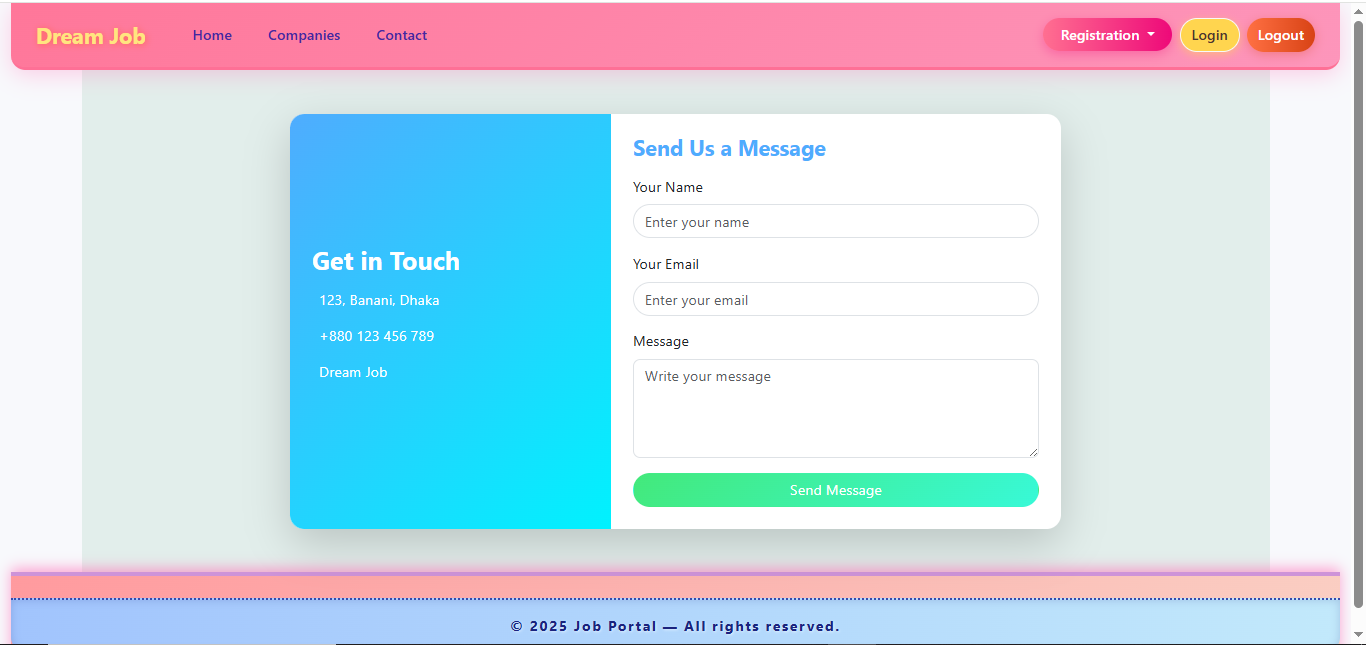 Dream Job Home Companies Contact Registration Login Logout
Get in Touch
123, Banani, Dhaka
+880 123 456 789
Dream Job
Send Us a Message
Your Name
Enter your name
Your Email
Enter your email
Message
Write your message
Send Message
© 2025 Job Portal — All rights reserved.